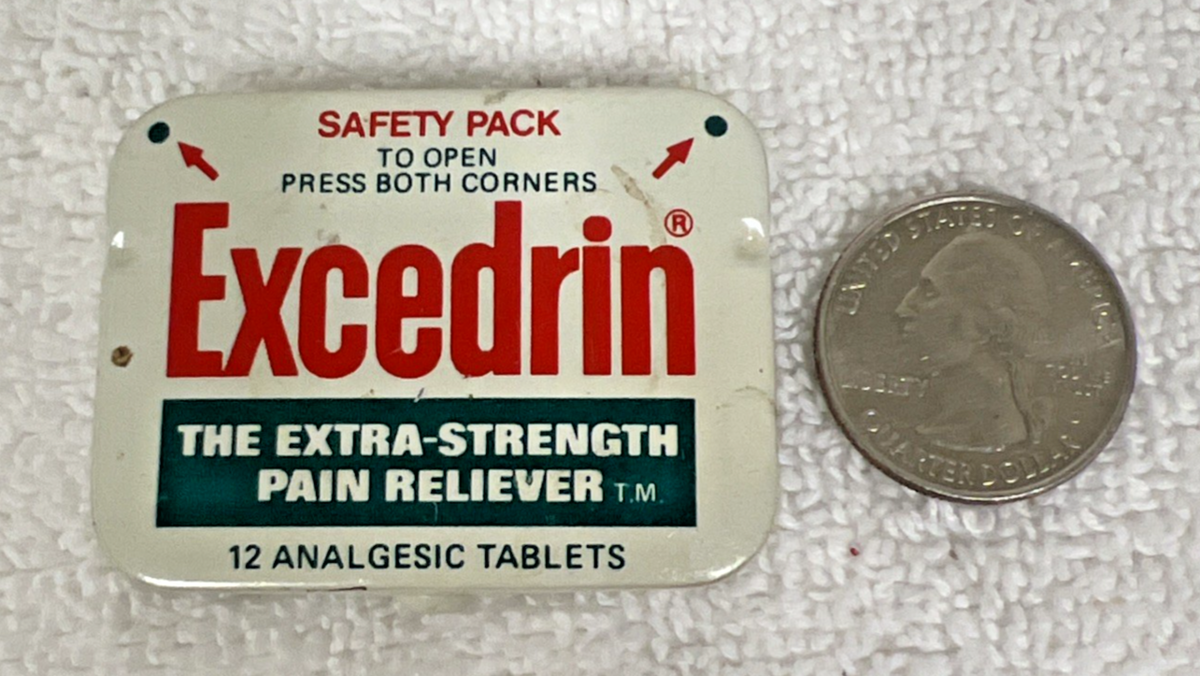 SAFETY PACK
TO OPEN
PRESS BOTH CORNERS
Excedrin®
THE EXTRA-STRENGTH
PAIN RELIEVER T.M.
12 ANALGESIC TABLETS
UNITED STATES OF AMERICA
LIBERTY
QUARTER DOLLAR